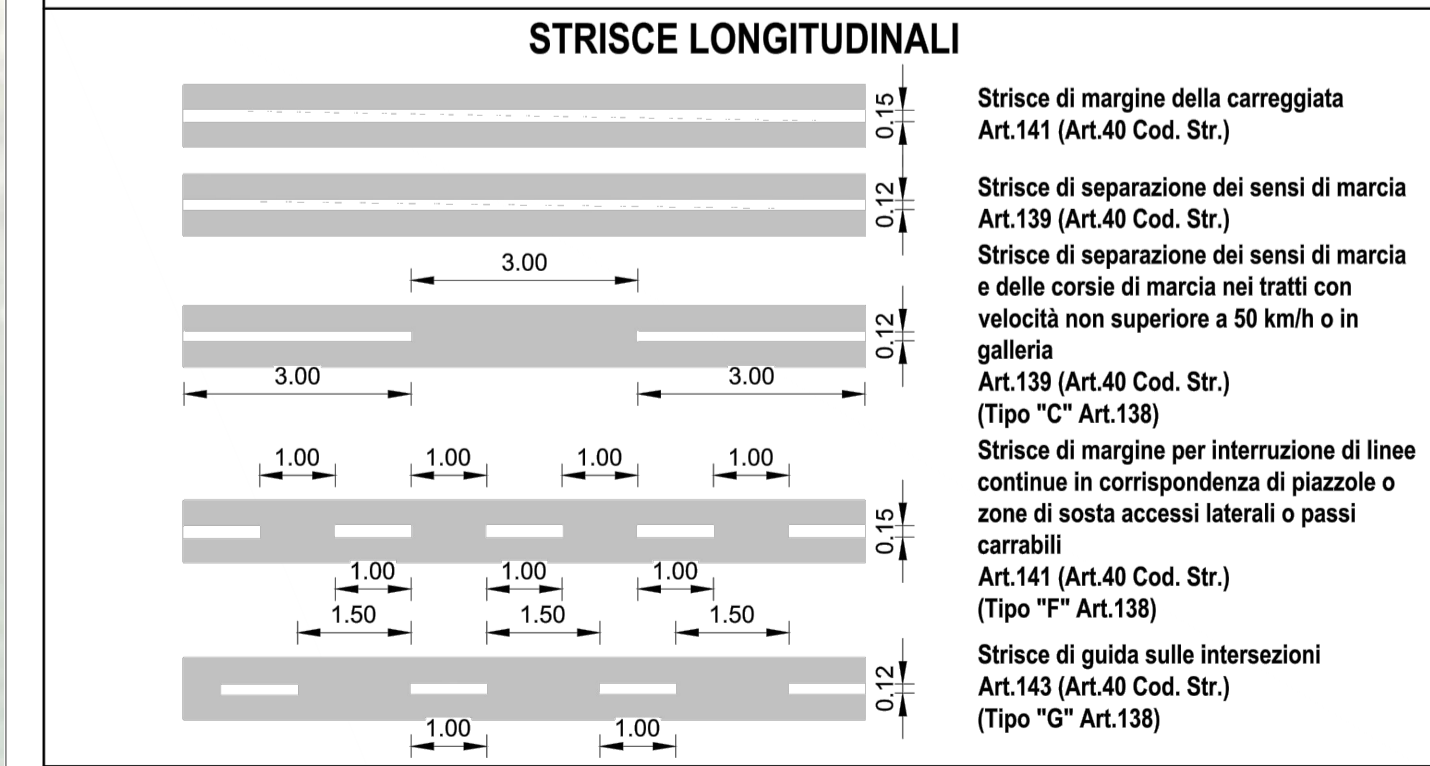 STRISCE LONGITUDINALI
0.15
Strisce di margine della carreggiata
Art.141 (Art.40 Cod. Str.)
0.12
Strisce di separazione dei sensi di marcia
Art.139 (Art.40 Cod. Str.)
3.00
0.12
3.00 3.00
Strisce di separazione dei sensi di marcia
e delle corsie di marcia nei tratti con
velocità non superiore a 50 km/h o in
galleria
Art.139 (Art.40 Cod. Str.)
(Tipo "C" Art.138)
1.00 1.00 1.00 1.00
0.15
1.00 1.00 1.00
Strisce di margine per interruzione di linee
continue in corrispondenza di piazzole o
zone di sosta accessi laterali o passi
carrabili
Art.141 (Art.40 Cod. Str.)
(Tipo "F" Art.138)
1.50 1.50 1.50
0.12
1.00 1.00
Strisce di guida sulle intersezioni
Art.143 (Art.40 Cod. Str.)
(Tipo "G" Art.138)